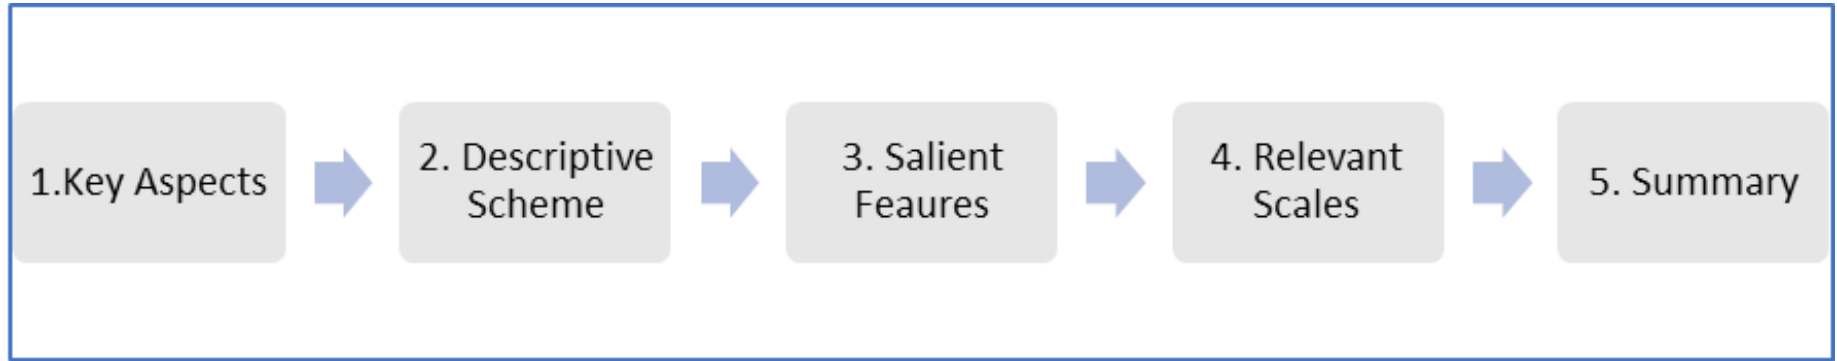 1.Key Aspects
2. Descriptive
Scheme
3. Salient
Feaures
4. Relevant
Scales
5. Summary